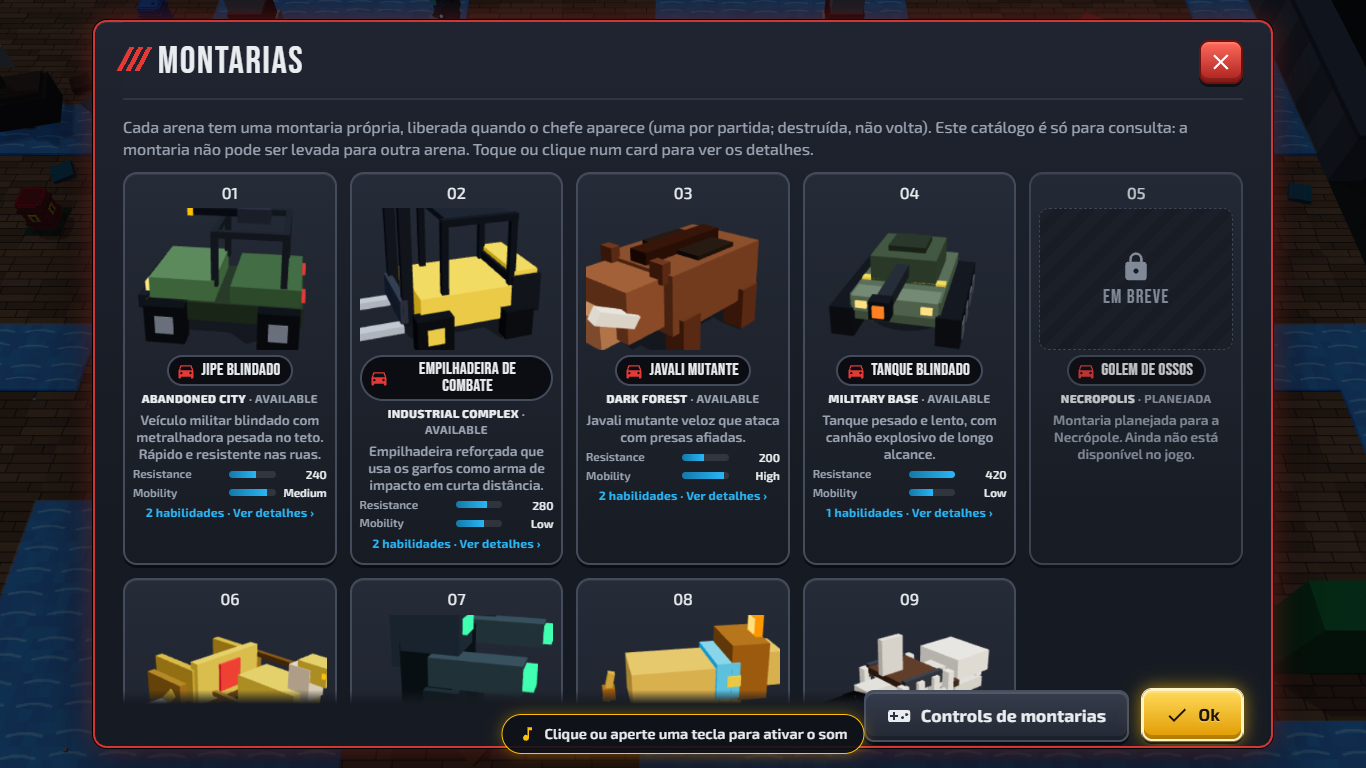 MONTARIAS
Cada arena tem uma montaria própria, liberada quando o chefe aparece (uma por partida; destruída, não volta). Este catálogo é só para consulta: a
montaria não pode ser levada para outra arena. Toque ou clique num card para ver os detalhes.
01
JIPE BLINDADO
ABANDONED CITY · AVAILABLE
Veículo militar blindado com
metralhadora pesada no teto.
Rápido e resistente nas ruas.
Resistance 240
Mobility Medium
2 habilidades · Ver detalhes ›
02
EMPILHADEIRA DE
COMBATE
INDUSTRIAL COMPLEX ·
AVAILABLE
Empilhadeira reforçada que
usa os garfos como arma de
impacto em curta distância.
Resistance 280
Mobility Low
2 habilidades · Ver detalhes ›
03
JAVALI MUTANTE
DARK FOREST · AVAILABLE
Javali mutante veloz que ataca
com presas afiadas.
Resistance 200
Mobility High
2 habilidades · Ver detalhes ›
04
TANQUE BLINDADO
MILITARY BASE · AVAILABLE
Tanque pesado e lento, com
canhão explosivo de longo
alcance.
Resistance 420
Mobility Low
1 habilidades · Ver detalhes ›
05
EM BREVE
GOLEM DE OSSOS
NECROPOLIS · PLANEJADA
Montaria planejada para a
Necrópole. Ainda não está
disponível no jogo.
06
07
08
09
Controls de montarias
Ok
Clique ou aperte uma tecla para ativar o som